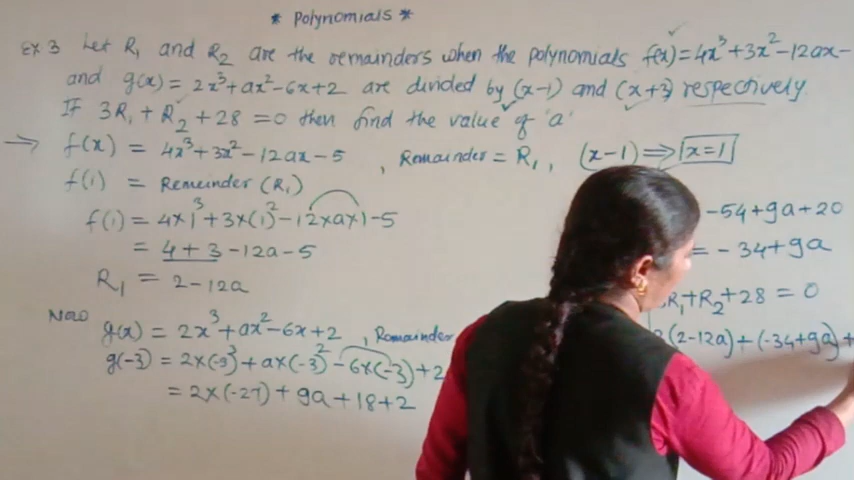 * Polynomials *
Ex 3 Let R₁ and R₂ are the remainders when the polynomials f(x) = 4x³+3x²-12ax-
and g(x) = 2x³+ax²-6x+2 are divided by (x-1) and (x+3) respectively.
If 3R₁+R₂+28 = 0 then find the value of 'a'
→ f(x) = 4x³+3x²-12ax-5 , Remainder = R₁, (x-1) ⇒ x=1
f(1) = Remeinder (R₁)
f(1) = 4×1³+3×(1)²-12×a×1-5
= 4+3-12a-5
R₁ = 2-12a
Now
g(x) = 2x³+ax²-6x+2 , Remainder
g(-3) = 2×(-3)³+a×(-3)²-6×(-3)+2
= 2×(-27)+9a+18+2
-54+9a+20
= -34+9a
R₁+R₂+28 = 0
(2-12a)+(-34+9a)+